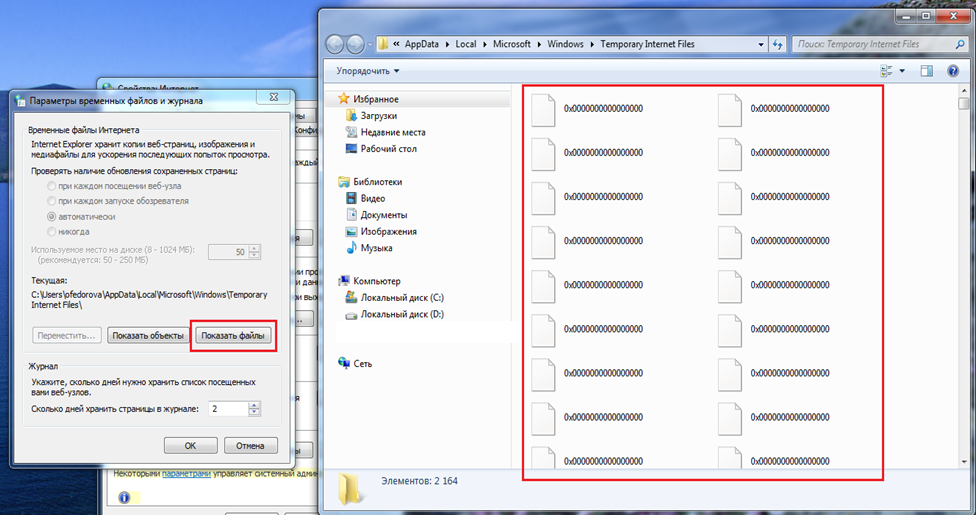 Свойства: Интернет
Параметры временных файлов и журнала
Временные файлы Интернета
Internet Explorer хранит копии веб-страниц, изображения и
медиафайлы для ускорения последующих попыток просмотра.
Проверять наличие обновления сохраненных страниц:
при каждом посещении веб-узла
при каждом запуске обозревателя
автоматически
никогда
Используемое место на диске (8 - 1024 МБ):
50
(рекомендуется: 50 - 250 МБ)
Текущая:
C:\Users\pfedorova\AppData\Local\Microsoft\Windows\Temporary
Internet Files\
Переместить...
Показать объекты
Показать файлы
Журнал
Укажите, сколько дней нужно хранить список посещенных
вами веб-узлов.
Сколько дней хранить страницы в журнале:
2
ОК
Отмена
Некоторыми параметрами управляет системный
« AppData Local Microsoft Windows Temporary Internet Files
Поиск: Temporary Internet Files
Упорядочить
Избранное
Загрузки
Недавние места
Рабочий стол
Библиотеки
Видео
Документы
Изображения
Музыка
Компьютер
Локальный диск (C:)
Локальный диск (D:)
Сеть
0x0000000000000000 0x0000000000000000
0x0000000000000000 0x0000000000000000
0x0000000000000000 0x0000000000000000
0x0000000000000000 0x0000000000000000
0x0000000000000000 0x0000000000000000
0x0000000000000000 0x0000000000000000
0x0000000000000000 0x0000000000000000
0x0000000000000000 0x0000000000000000
0x0000000000000000 0x0000000000000000
Элементов: 2 164